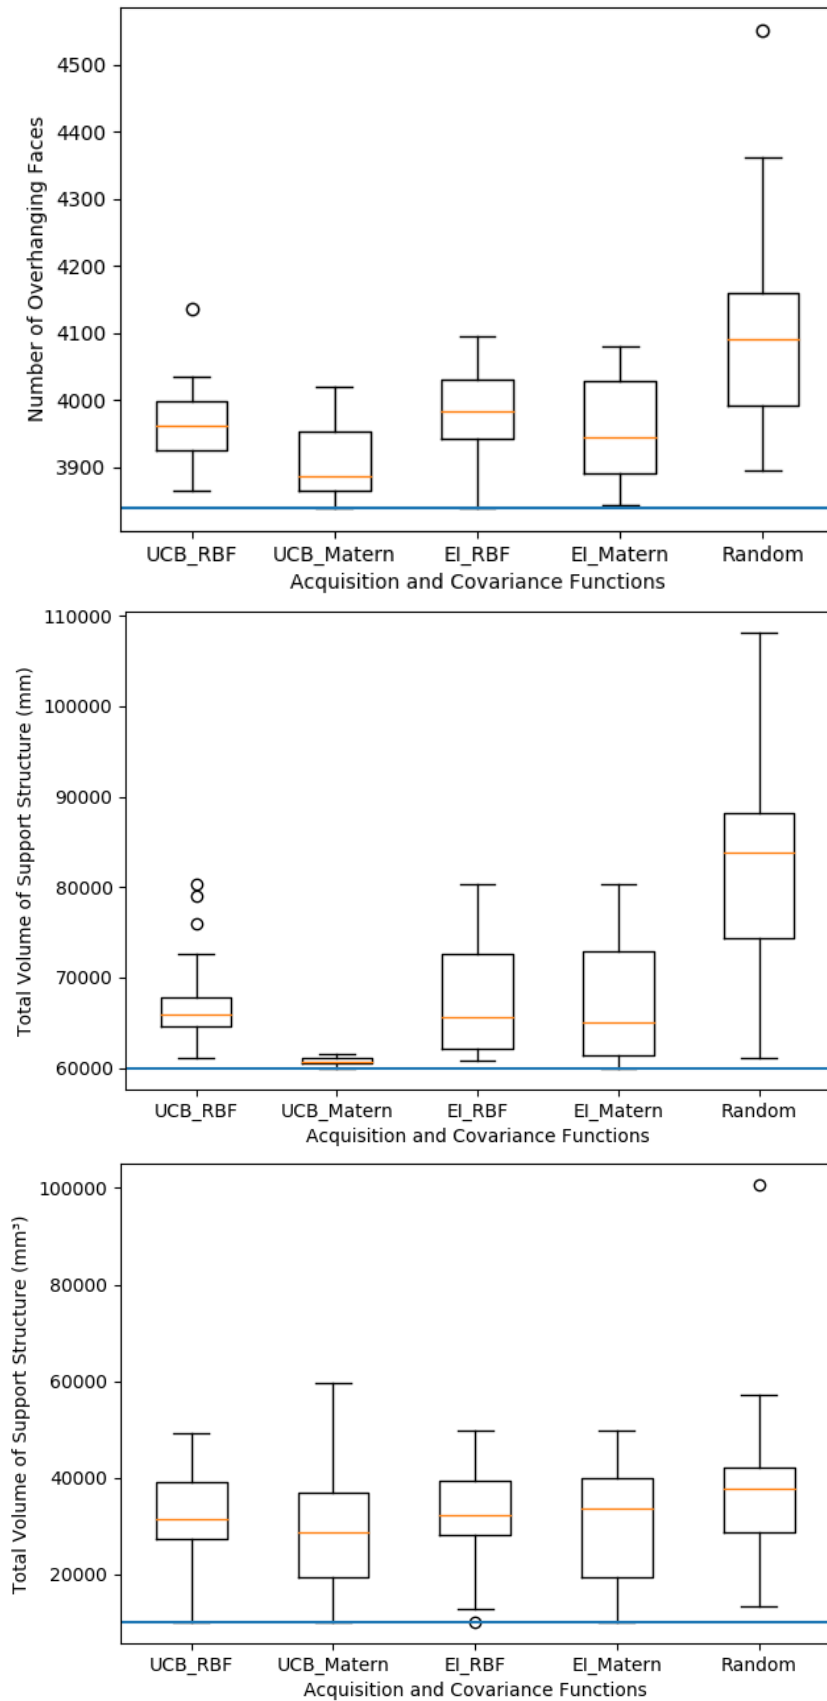 4500
4400
4300
4200
4100
4000
3900
Number of Overhanging Faces
UCB_RBF UCB_Matern EI_RBF EI_Matern Random
Acquisition and Covariance Functions
110000
100000
90000
80000
70000
60000
Total Volume of Support Structure (mm)
UCB_RBF UCB_Matern EI_RBF EI_Matern Random
Acquisition and Covariance Functions
100000
80000
60000
40000
20000
Total Volume of Support Structure (mm³)
UCB_RBF UCB_Matern EI_RBF EI_Matern Random
Acquisition and Covariance Functions